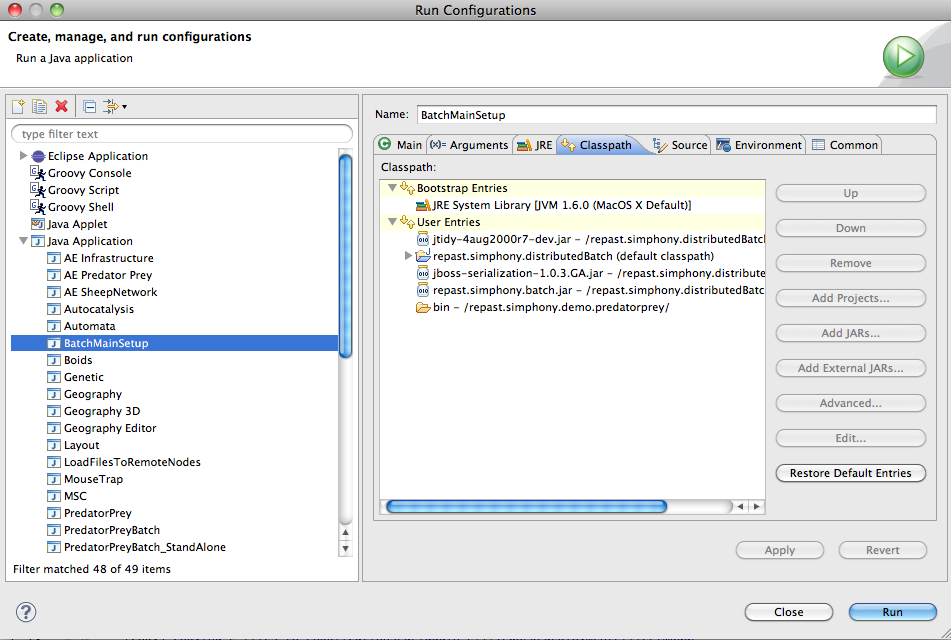 Run Configurations
Create, manage, and run configurations
Run a Java application
type filter text
Eclipse Application
Groovy Console
Groovy Script
Groovy Shell
Java Applet
Java Application
AE Infrastructure
AE Predator Prey
AE SheepNetwork
Autocatalysis
Automata
BatchMainSetup
Boids
Genetic
Geography
Geography 3D
Geography Editor
Layout
LoadFilesToRemoteNodes
MouseTrap
MSC
PredatorPrey
PredatorPreyBatch
PredatorPreyBatch_StandAlone
Filter matched 48 of 49 items
Name: BatchMainSetup
Main (x)= Arguments JRE Classpath Source Environment Common
Classpath:
Bootstrap Entries
JRE System Library [JVM 1.6.0 (MacOS X Default)]
User Entries
jtidy-4aug2000r7-dev.jar - /repast.simphony.distributedBatcl
repast.simphony.distributedBatch (default classpath)
jboss-serialization-1.0.3.GA.jar - /repast.simphony.distribute
repast.simphony.batch.jar - /repast.simphony.distributedBatc
bin - /repast.simphony.demo.predatorprey/
Up
Down
Remove
Add Projects...
Add JARs...
Add External JARs...
Advanced...
Edit...
Restore Default Entries
Apply Revert
? Close Run